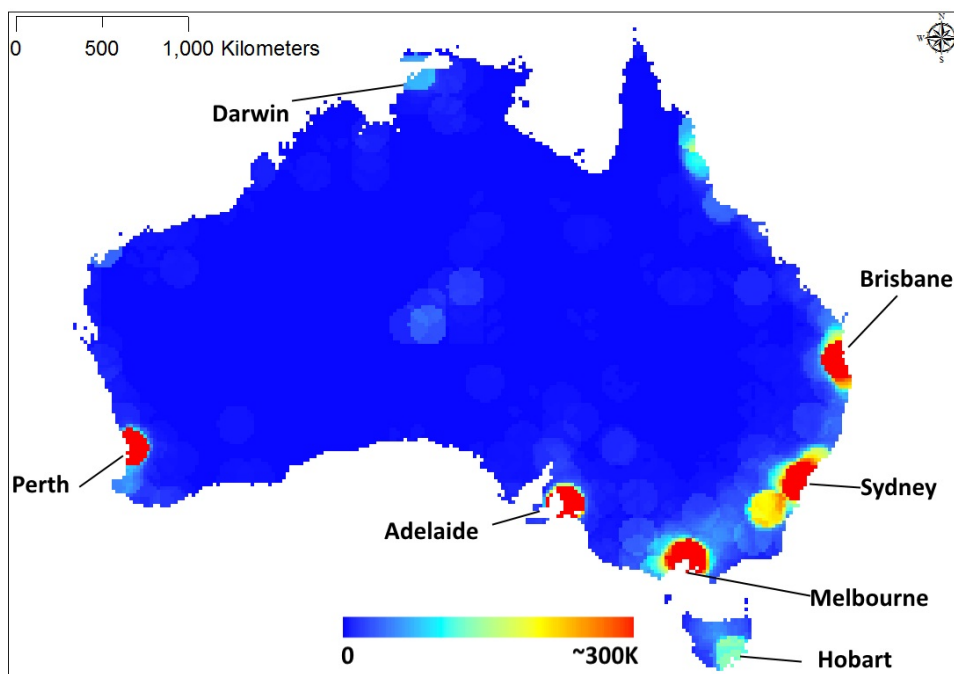 N
W
S
0 500 1,000 Kilometers
Darwin
Brisbane
Perth
Sydney
Adelaide
Melbourne
0 ~300K
Hobart